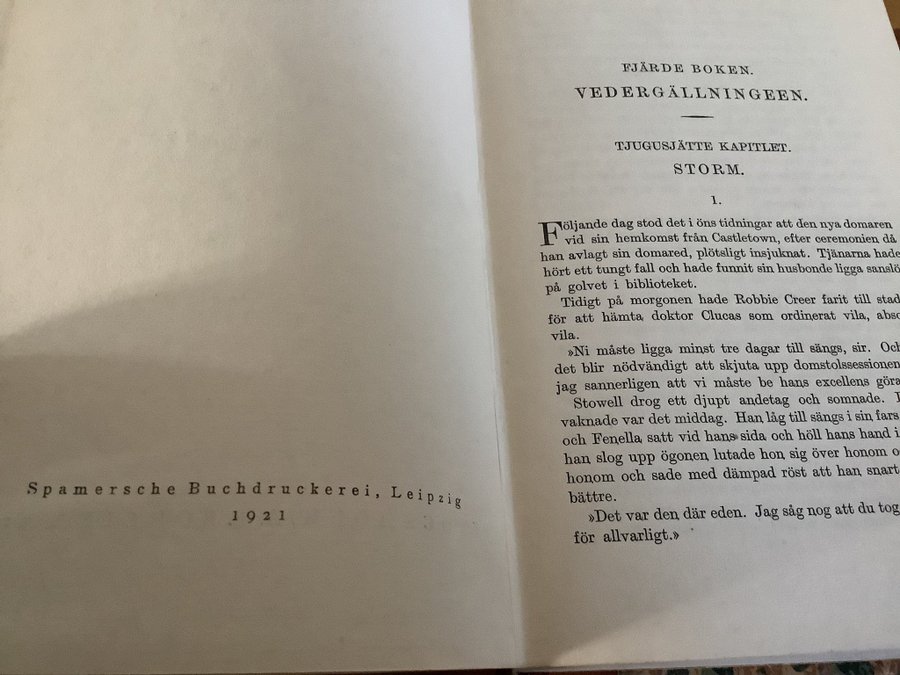 Spamersche Buchdruckerei, Leipzig
1921
FJÄRDE BOKEN.
VEDERGÄLLNINGEEN.
TJUGUSJÄTTE KAPITLET.
STORM.
1.
Följande dag stod det i öns tidningar att den nya domaren
vid sin hemkomst från Castletown, efter ceremonien då
han avlagt sin domared, plötsligt insjuknat. Tjänarna hade
hört ett tungt fall och hade funnit sin husbonde ligga sanslö
på golvet i biblioteket.
Tidigt på morgonen hade Robbie Creer farit till stad
för att hämta doktor Clucas som ordinerat vila, abso
vila.
»Ni måste ligga minst tre dagar till sängs, sir. Och
det blir nödvändigt att skjuta upp domstolssessionen
jag sannerligen att vi måste be hans excellens göra
Stowell drog ett djupt andetag och somnade.
vaknade var det middag. Han låg till sängs i sin fars
och Fenella satt vid hans sida och höll hans hand i
han slog upp ögonen lutade hon sig över honom o
honom och sade med dämpad röst att han snart
bättre.
»Det var den där eden. Jag såg nog att du tog
för allvarligt.»